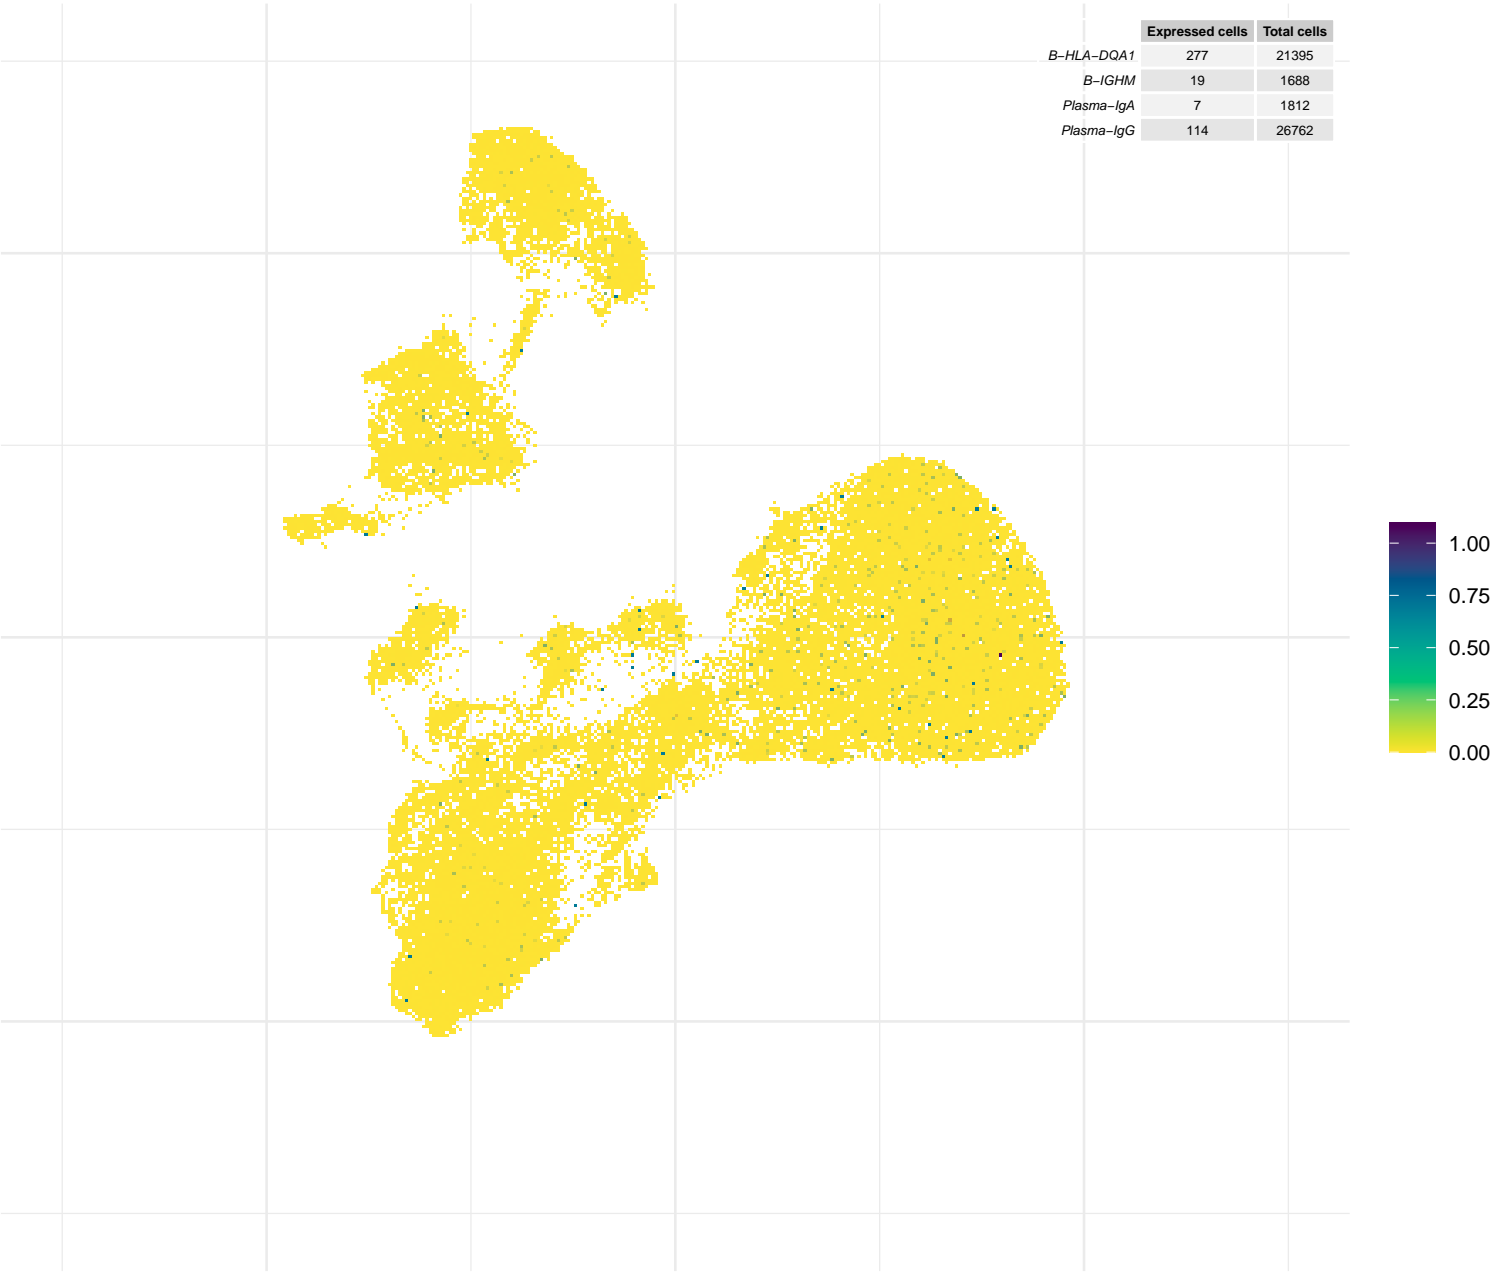 Expressed cells Total cells
B−HLA−DQA1 277 21395
B−IGHM 19 1688
Plasma−IgA 7 1812
Plasma−IgG 114 26762
1.00
0.75
0.50
0.25
0.00